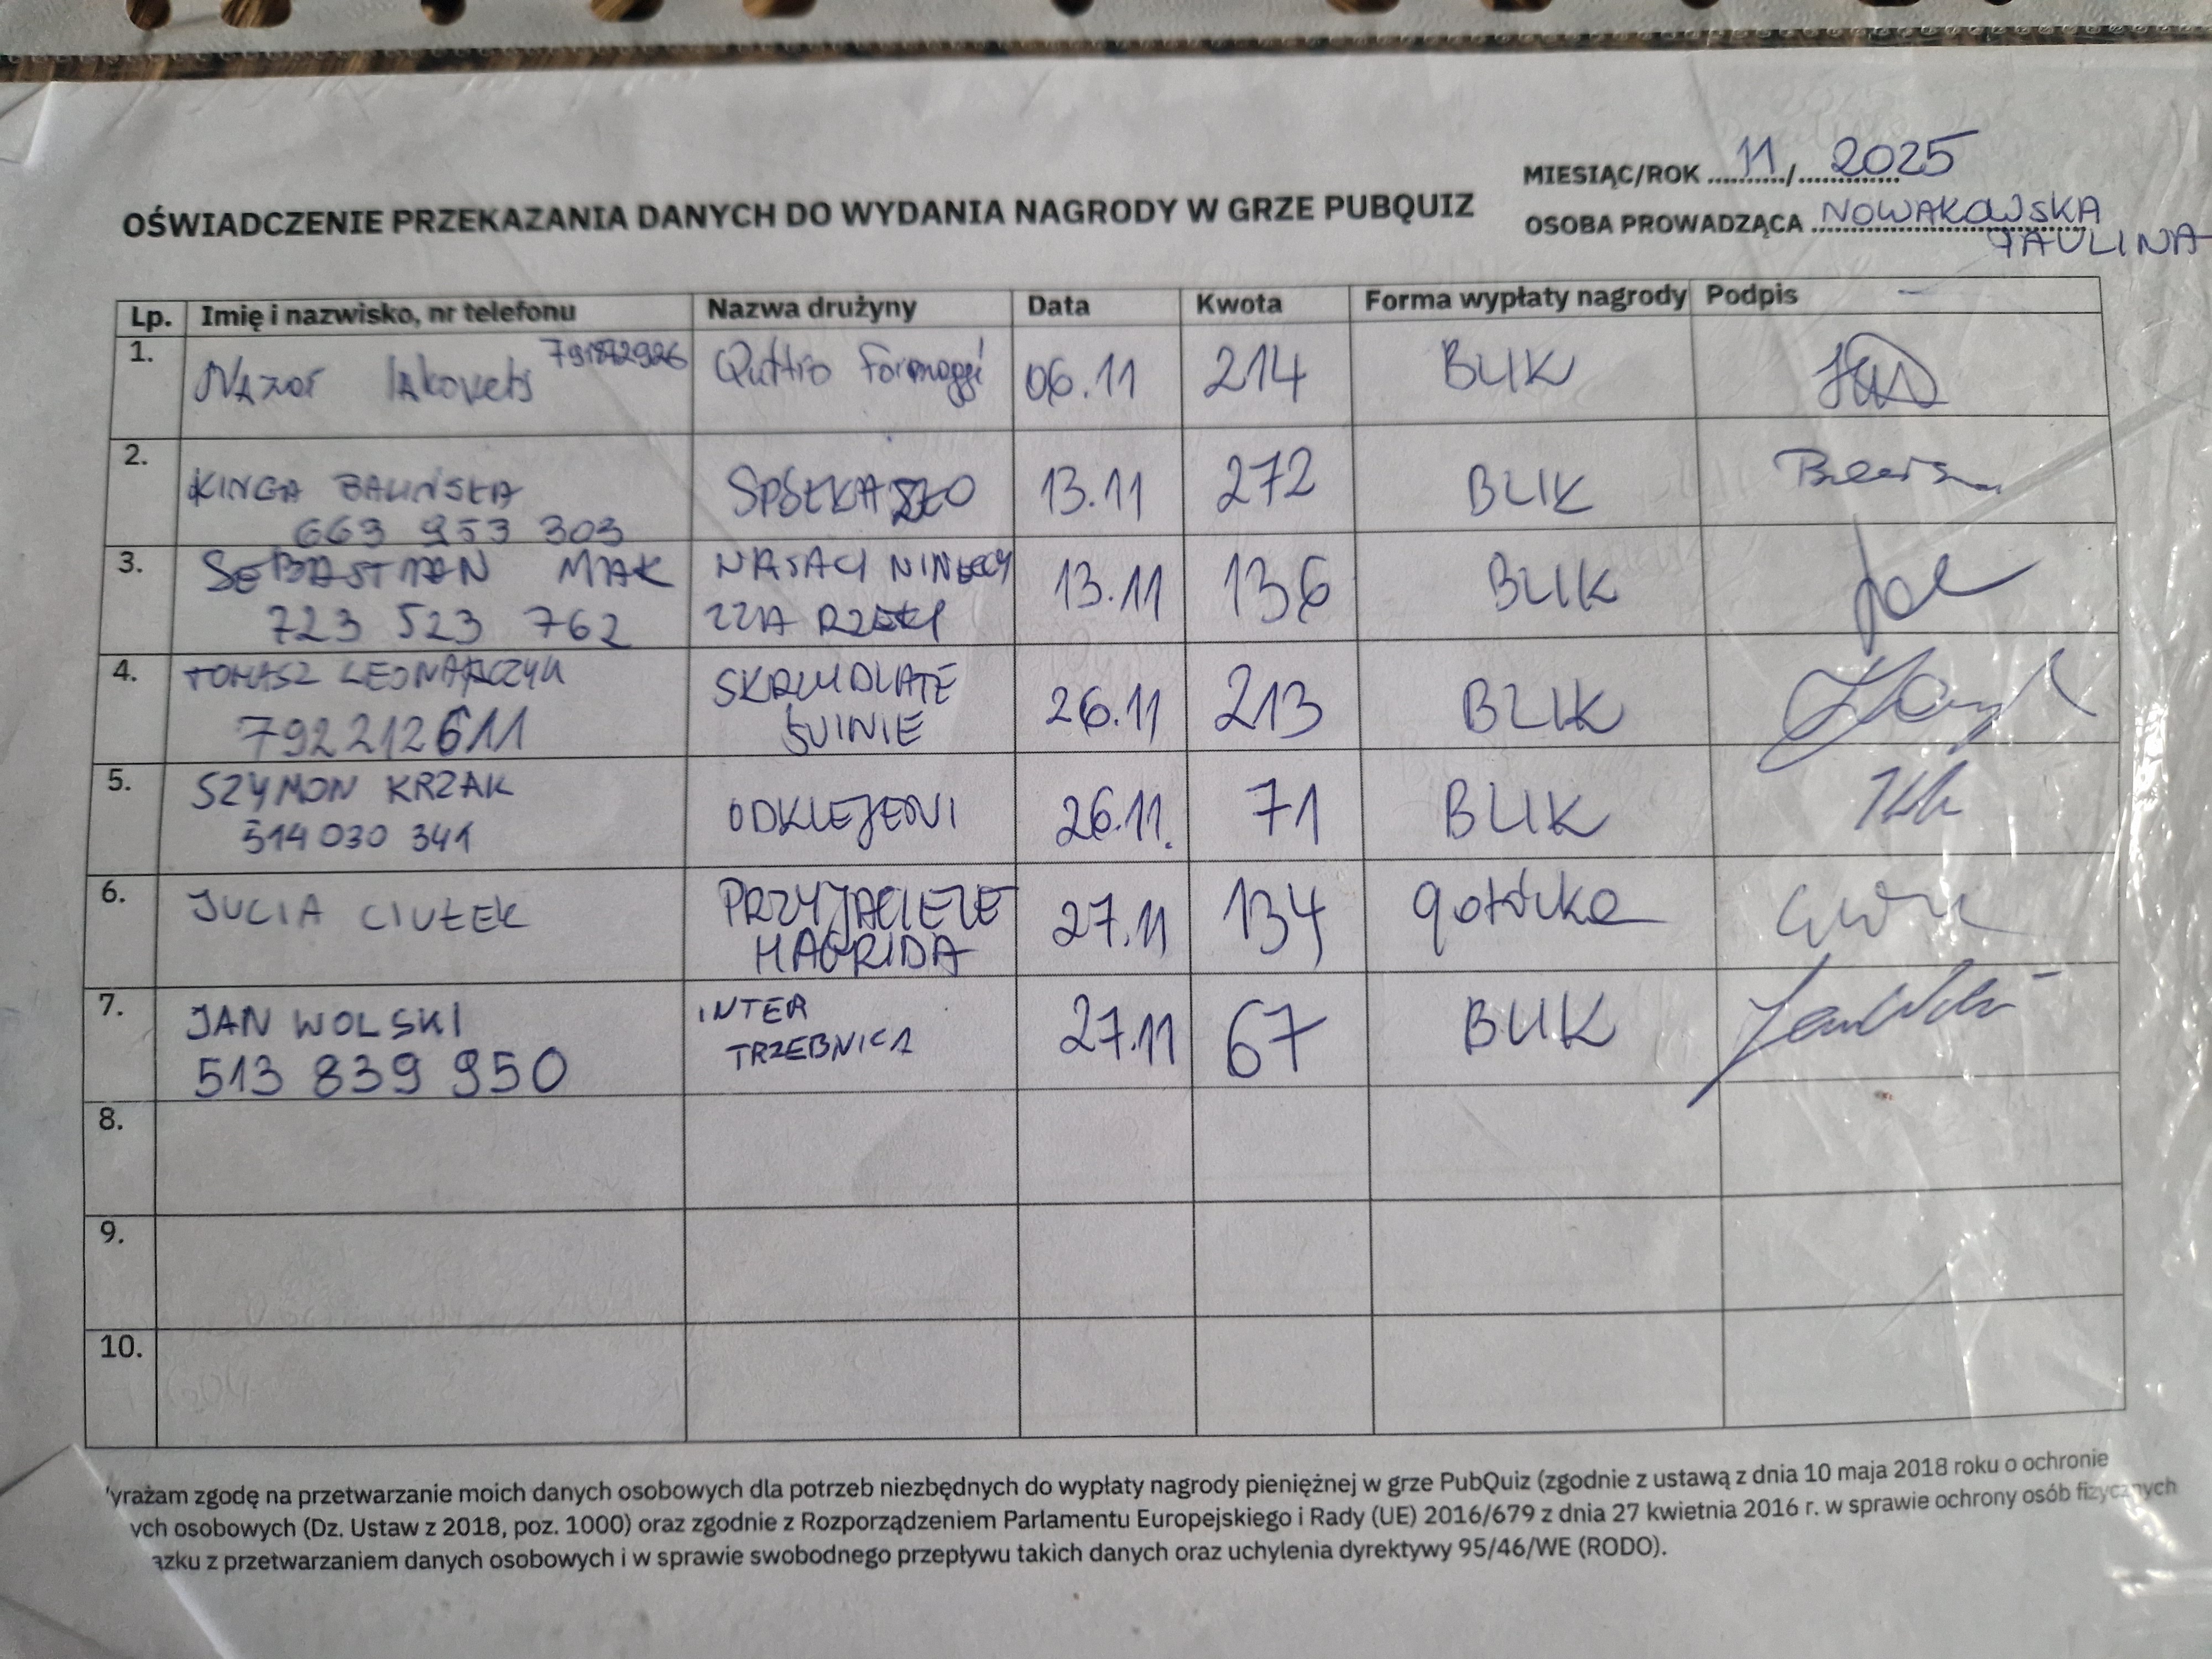 MIESIĄC/ROK 11/2025
OŚWIADCZENIE PRZEKAZANIA DANYCH DO WYDANIA NAGRODY W GRZE PUBQUIZ
OSOBA PROWADZĄCA NOWAKOWSKA
PAULINA
Lp. Imię i nazwisko, nr telefonu Nazwa drużyny Data Kwota Forma wypłaty nagrody Podpis
1. Nazar Iakovets Quttro Formaggi 06.11 214 BLIK
2. KINGA BALIŃSKA SPÓŁKA 13.11 272 BLIK
663 953 303
3. SEBASTIAN MAK 13.11 136 BLIK
723 523 762
4. TOMASZ LEONARCZYK SKRZYDLATE 26.11 213 BLIK
792212611 ŚWINIE
5. SZYMON KRZAK ODKLEJENI 26.11. 71 BLIK
514 030 341
6. JULIA CIUŁEK PRZYJACIELE 27.11 134 gotówka
HAGRIDA
7. JAN WOLSKI INTER 27.11 67 BLIK
513 839 950 TRZEBNICA
8.
9.
10.
yrażam zgodę na przetwarzanie moich danych osobowych dla potrzeb niezbędnych do wypłaty nagrody pieniężnej w grze PubQuiz (zgodnie z ustawą z dnia 10 maja 2018 roku o ochronie
ych osobowych (Dz. Ustaw z 2018, poz. 1000) oraz zgodnie z Rozporządzeniem Parlamentu Europejskiego i Rady (UE) 2016/679 z dnia 27 kwietnia 2016 r. w sprawie ochrony osób fizycznych
ązku z przetwarzaniem danych osobowych i w sprawie swobodnego przepływu takich danych oraz uchylenia dyrektywy 95/46/WE (RODO).